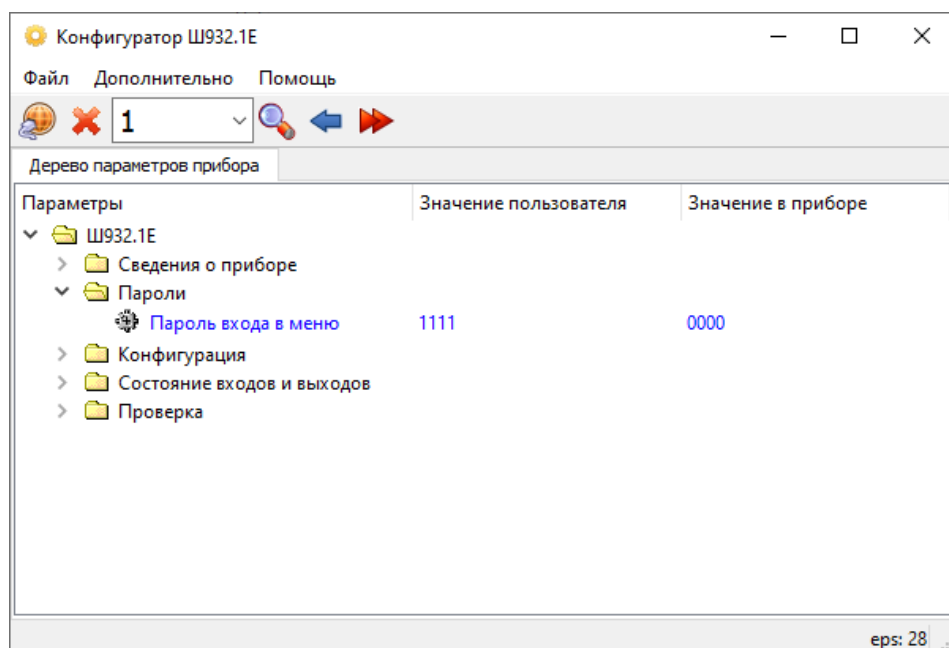 Конфигуратор Ш932.1Е
Файл Дополнительно Помощь
1
Дерево параметров прибора
Параметры Значение пользователя Значение в приборе
Ш932.1Е
Сведения о приборе
Пароли
Пароль входа в меню 1111 0000
Конфигурация
Состояние входов и выходов
Проверка
eps: 28